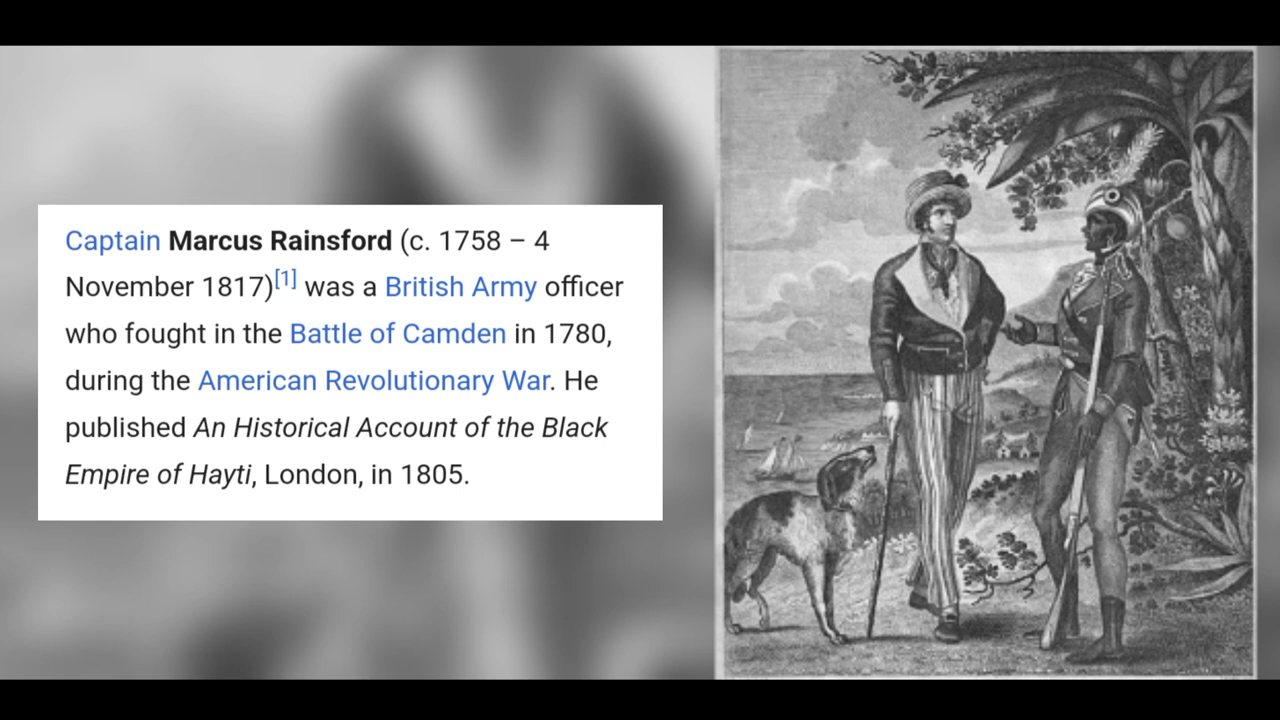 Captain Marcus Rainsford (c. 1758 – 4
November 1817)[1] was a British Army officer
who fought in the Battle of Camden in 1780,
during the American Revolutionary War. He
published An Historical Account of the Black
Empire of Hayti, London, in 1805.